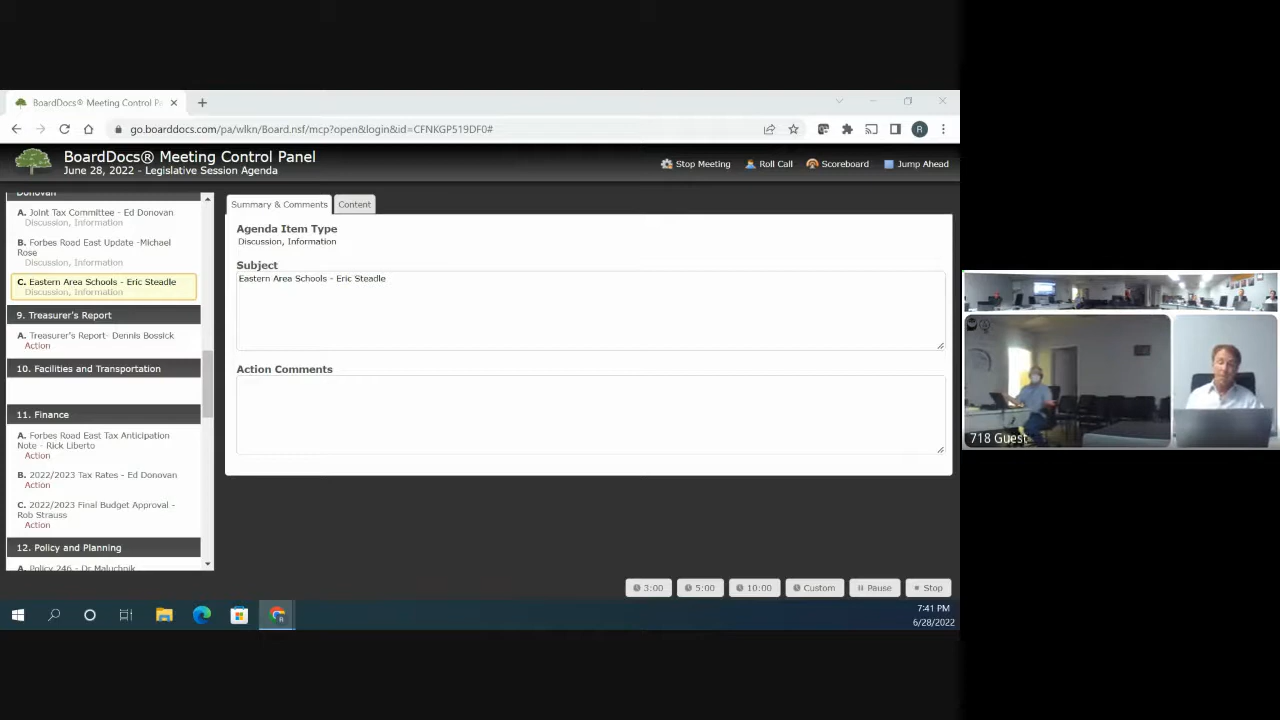 BoardDocs® Meeting Control Pa
go.boarddocs.com/pa/wlkn/Board.nsf/mcp?open&login&id=CFNKGP519DF0#
R
BoardDocs® Meeting Control Panel
June 28, 2022 - Legislative Session Agenda
Stop Meeting
Roll Call
Scoreboard
Jump Ahead
Donovan
A. Joint Tax Committee - Ed Donovan
Discussion, Information
B. Forbes Road East Update -Michael
Rose
Discussion, Information
C. Eastern Area Schools - Eric Steadle
Discussion, Information
9. Treasurer's Report
A. Treasurer's Report- Dennis Bossick
Action
10. Facilities and Transportation
11. Finance
A. Forbes Road East Tax Anticipation
Note - Rick Liberto
Action
B. 2022/2023 Tax Rates - Ed Donovan
Action
C. 2022/2023 Final Budget Approval -
Rob Strauss
Action
12. Policy and Planning
A. Policy 246 - Dr Maluchnik
Summary & Comments
Content
Agenda Item Type
Discussion, Information
Subject
Eastern Area Schools - Eric Steadle
Action Comments
3:00
5:00
10:00
Custom
Pause
Stop
718 Guest
7:41 PM
6/28/2022